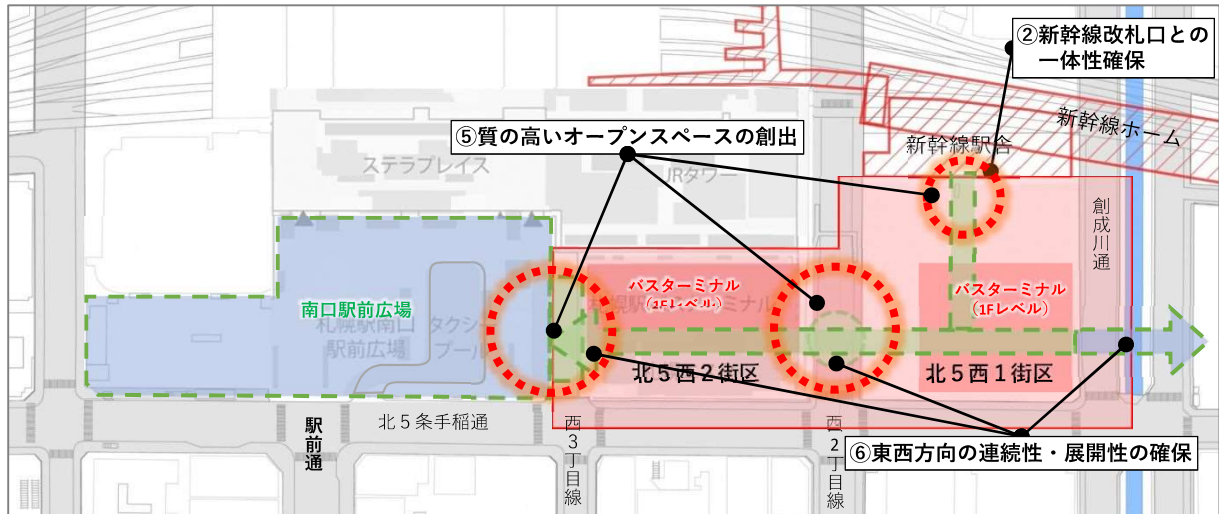 ②新幹線改札口との
一体性確保
新幹線ホーム
⑤質の高いオープンスペースの創出
新幹線駅舎
ステラプレイス
JRタワー
創成川通
バスターミナル
(1Fレベル)
バスターミナル
(1Fレベル)
南口駅前広場
札幌駅南口
駅前広場
タクシー
プール
北5西2街区
北5西1街区
北5条手稲通
駅前通
西3丁目線
西2丁目線
⑥東西方向の連続性・展開性の確保